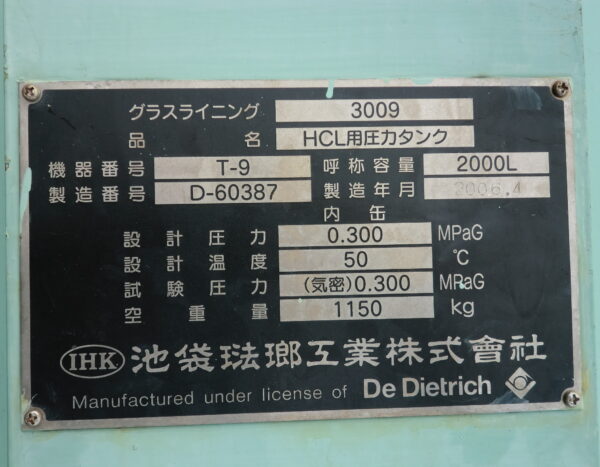 グラスライニング 3009
品名 HCL用圧力タンク
機器番号 T-9 呼称容量 2000L
製造番号 D-60387 製造年月 2006.4
内缶
設計圧力 0.300 MPaG
設計温度 50 ℃
試験圧力 (気密)0.300 MPaG
空重量 1150 kg
IHK 池袋琺瑯工業株式會社
Manufactured under license of De Dietrich